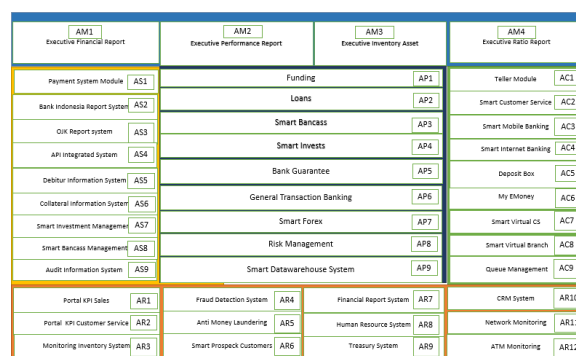 AM1
Executive Financial Report
AM2
Executive Performance Report
AM3
Executive Inventory Asset
AM4
Executive Ratio Report
Payment System Module AS1
Bank Indonesia Report System AS2
OJK Report system AS3
API Integrated System AS4
Debitur Information System AS5
Collateral Information System AS6
Smart Investment Managemen AS7
Smart Bancass Management AS8
Audit Information System AS9
Funding AP1
Loans AP2
Smart Bancass AP3
Smart Invests AP4
Bank Guarantee AP5
General Transaction Banking AP6
Smart Forex AP7
Risk Management AP8
Smart Datawarehouse System AP9
Teller Module AC1
Smart Customer Service AC2
Smart Mobile Banking AC3
Smart Internet Banking AC4
Deposit Box AC5
My EMoney AC6
Smart Virtual CS AC7
Smart Virtual Branch AC8
Queue Management AC9
Portal KPI Sales AR1
Portal KPI Customer Service AR2
Monitoring Inventory System AR3
Fraud Detection System AR4
Anti Money Laundering AR5
Smart Prospeck Customers AR6
Financial Report System AR7
Human Resource System AR8
Treasury System AR9
CRM System AR10
Network Monitoring AR11
ATM Monitoring AR12